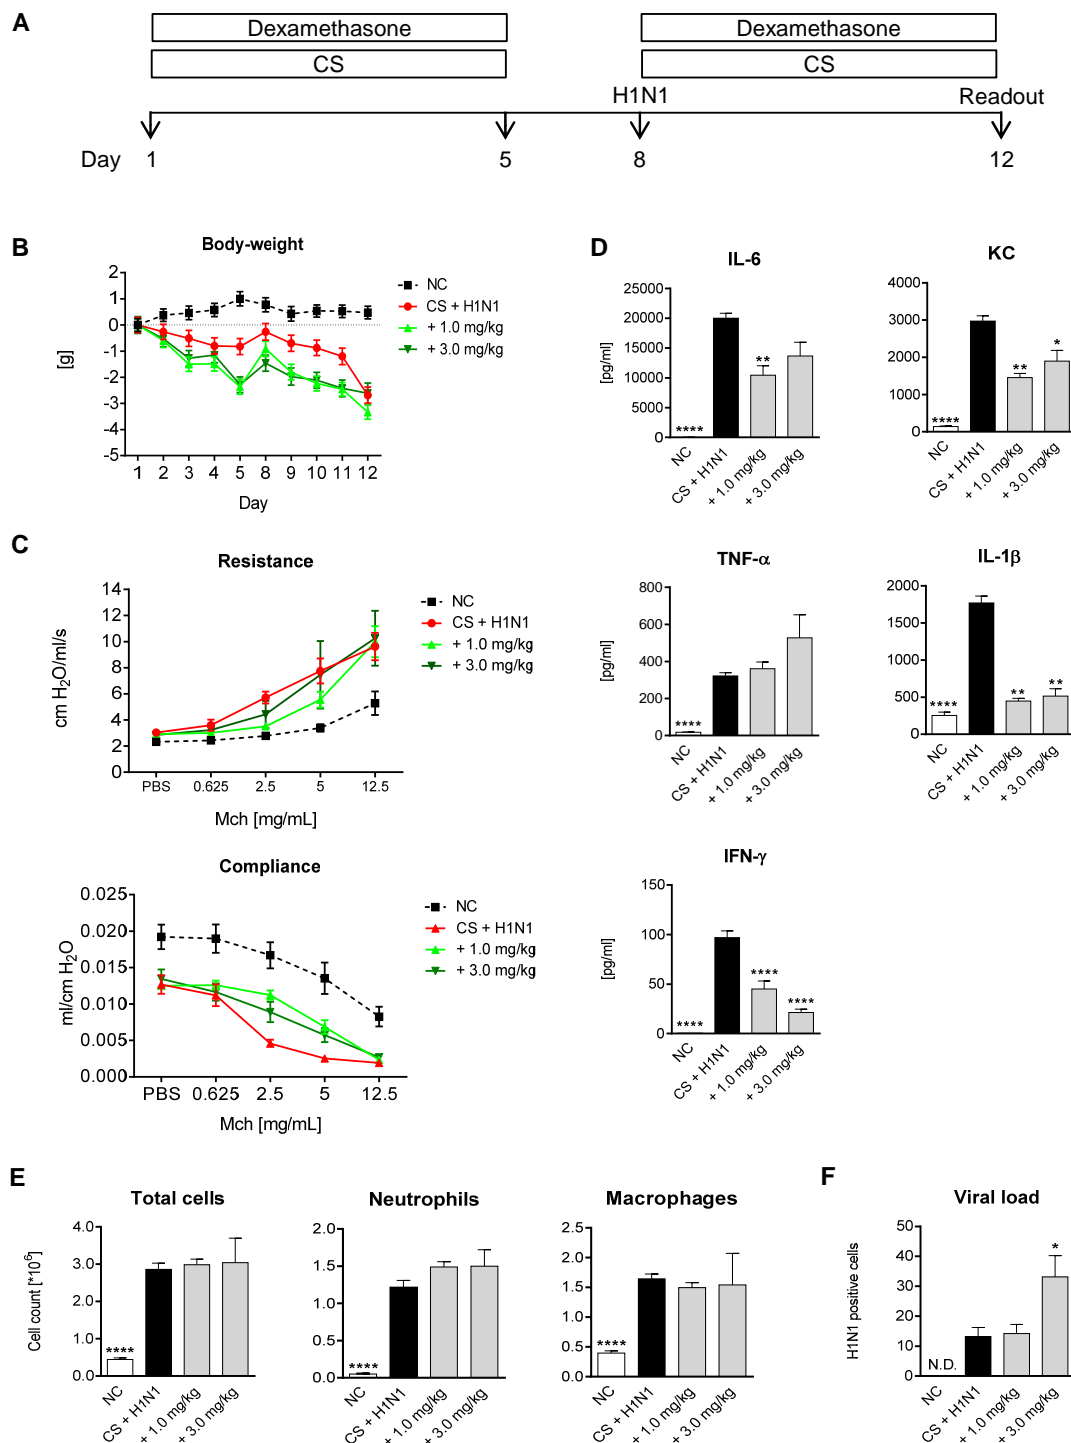 A
Dexamethasone
Dexamethasone
CS
CS
H1N1
Readout
Day
1
5
8
12
B
Body-weight
2
1
0
-1
-2
-3
-4
-5
[g]
1 2 3 4 5 8 9 10 11 12
Day
NC
CS + H1N1
+ 1.0 mg/kg
+ 3.0 mg/kg
C
Resistance
14
12
10
8
6
4
2
0
cm H2O/ml/s
PBS 0.625 2.5 5 12.5
Mch [mg/mL]
NC
CS + H1N1
+ 1.0 mg/kg
+ 3.0 mg/kg
Compliance
0.025
0.020
0.015
0.010
0.005
0.000
ml/cm H2O
PBS 0.625 2.5 5 12.5
Mch [mg/mL]
NC
CS + H1N1
+ 1.0 mg/kg
+ 3.0 mg/kg
D
IL-6
25000
20000
15000
10000
5000
0
[pg/ml]
****
**
NC
CS + H1N1
+ 1.0 mg/kg
+ 3.0 mg/kg
KC
4000
3000
2000
1000
0
****
**
*
NC
CS + H1N1
+ 1.0 mg/kg
+ 3.0 mg/kg
TNF-α
800
600
400
200
0
[pg/ml]
****
NC
CS + H1N1
+ 1.0 mg/kg
+ 3.0 mg/kg
IL-1β
2000
1500
1000
500
0
****
**
**
NC
CS + H1N1
+ 1.0 mg/kg
+ 3.0 mg/kg
IFN-γ
150
100
50
0
[pg/ml]
****
****
****
NC
CS + H1N1
+ 1.0 mg/kg
+ 3.0 mg/kg
E
Total cells
4.0
3.0
2.0
1.0
0.0
Cell count [*10⁶]
****
NC
CS + H1N1
+ 1.0 mg/kg
+ 3.0 mg/kg
Neutrophils
2.0
1.5
1.0
0.5
0.0
****
NC
CS + H1N1
+ 1.0 mg/kg
+ 3.0 mg/kg
Macrophages
2.5
2.0
1.5
1.0
0.5
0.0
****
NC
CS + H1N1
+ 1.0 mg/kg
+ 3.0 mg/kg
F
Viral load
50
40
30
20
10
0
H1N1 positive cells
N.D.
*
NC
CS + H1N1
+ 1.0 mg/kg
+ 3.0 mg/kg